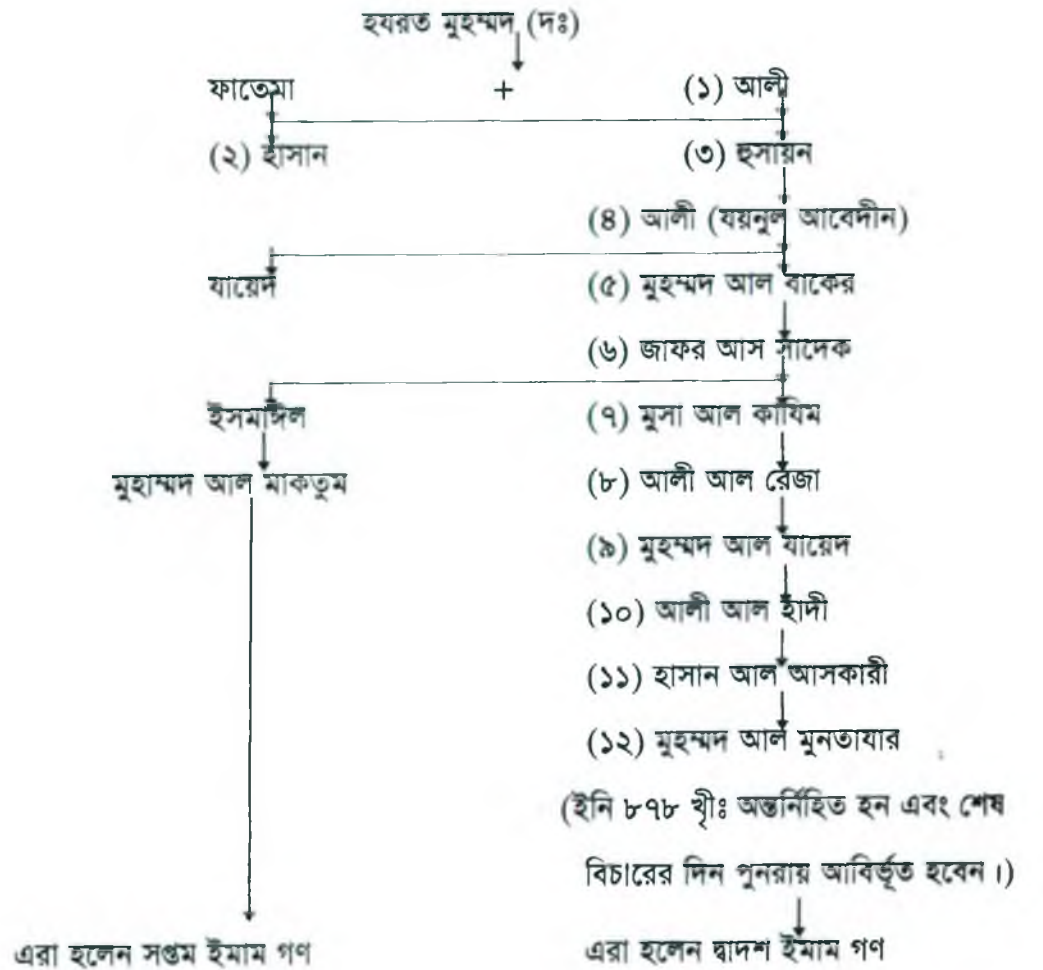 হযরত মুহম্মদ (দঃ)
ফাতেমা + (১) আলী
(২) হাসান (৩) হুসায়ন
(৪) আলী (যয়নুল আবেদীন)
যায়েদ (৫) মুহম্মদ আল বাকের
(৬) জাফর আস সাদেক
ইসমাঈল (৭) মুসা আল কাযিম
(৮) আলী আল রেজা
মুহাম্মদ আল মাকতুম
(৯) মুহম্মদ আল যায়েদ
(১০) আলী আল হাদী
(১১) হাসান আল আসকারী
(১২) মুহম্মদ আল মুনতাযার
(ইনি ৮৭৮ খ্রীঃ অন্তর্নিহিত হন এবং শেষ
বিচারের দিন পুনরায় আবির্ভূত হবেন।)
এরা হলেন সপ্তম ইমাম গণ এরা হলেন দ্বাদশ ইমাম গণ